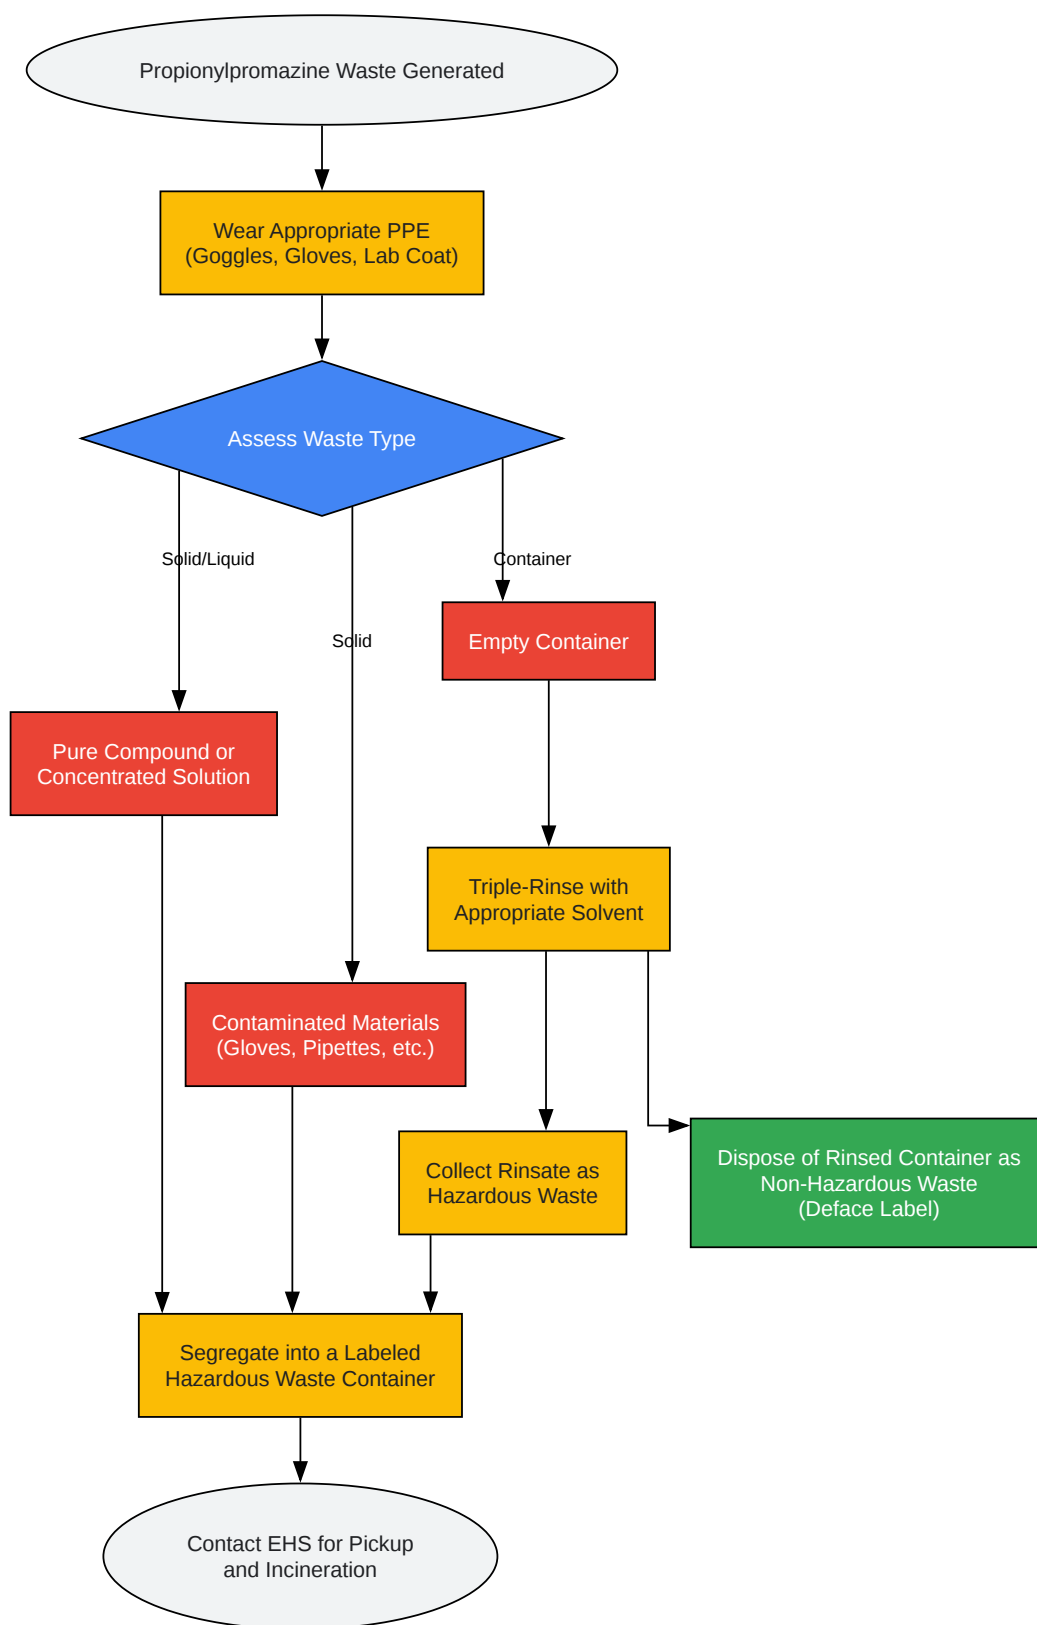 Propionylpromazine Waste Generated
Wear Appropriate PPE
(Goggles, Gloves, Lab Coat)
Assess Waste Type
Solid/Liquid
Container
Solid
Empty Container
Pure Compound or
Concentrated Solution
Triple-Rinse with
Appropriate Solvent
Contaminated Materials
(Gloves, Pipettes, etc.)
Collect Rinsate as
Hazardous Waste
Dispose of Rinsed Container as
Non-Hazardous Waste
(Deface Label)
Segregate into a Labeled
Hazardous Waste Container
Contact EHS for Pickup
and Incineration